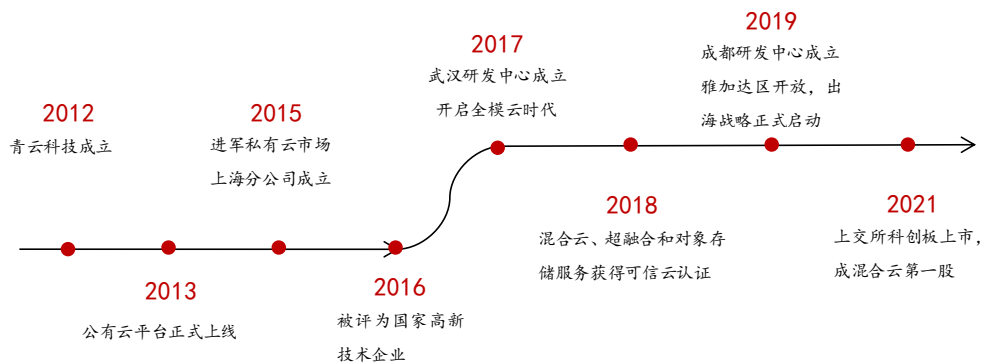 2012
青云科技成立
2013
公有云平台正式上线
2015
进军私有云市场
上海分公司成立
2016
被评为国家高新
技术企业
2017
武汉研发中心成立
开启全模云时代
2018
混合云、超融合和对象存
储服务获得可信云认证
2019
成都研发中心成立
雅加达区开放，出
海战略正式启动
2021
上交所科创板上市，
成混合云第一股